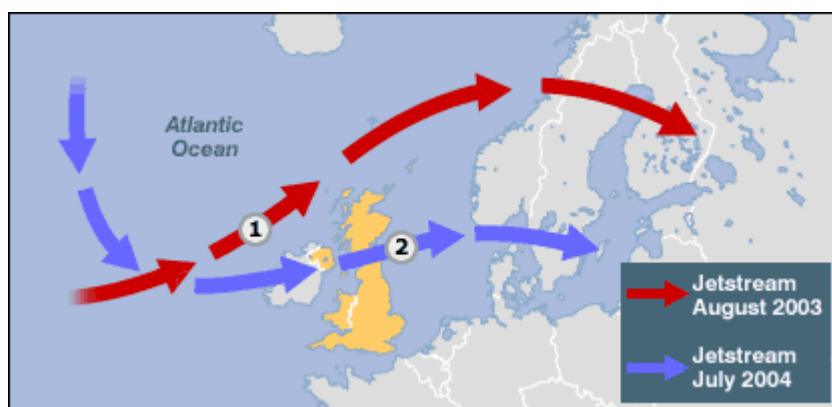 Atlantic
Ocean
1
2
Jetstream
August 2003
Jetstream
July 2004